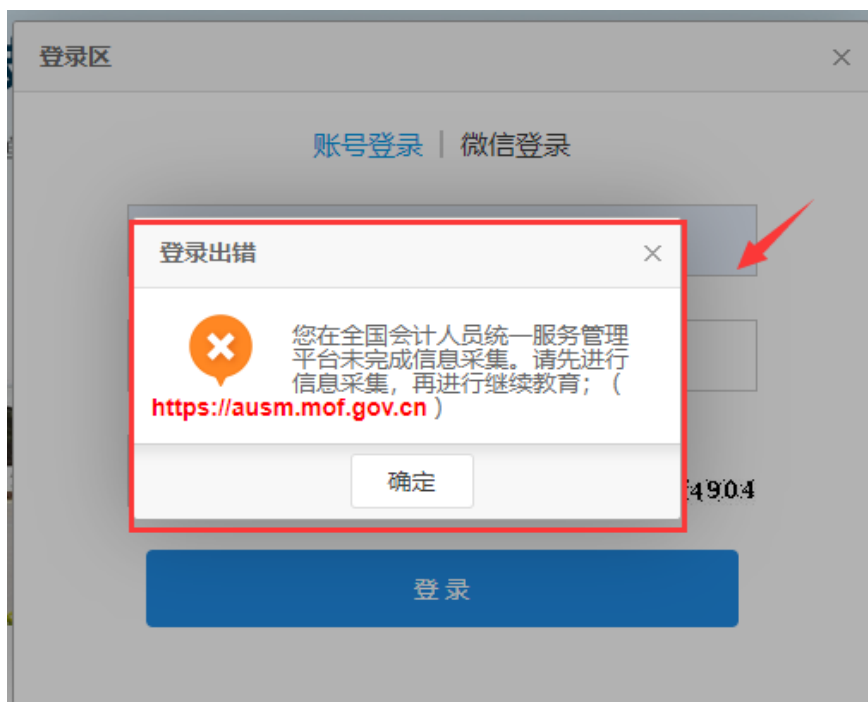 登录区
账号登录 | 微信登录
登录出错
您在全国会计人员统一服务管理
平台未完成信息采集。请先进行
信息采集，再进行继续教育；（
https://ausm.mof.gov.cn ）
确定
4904
登 录